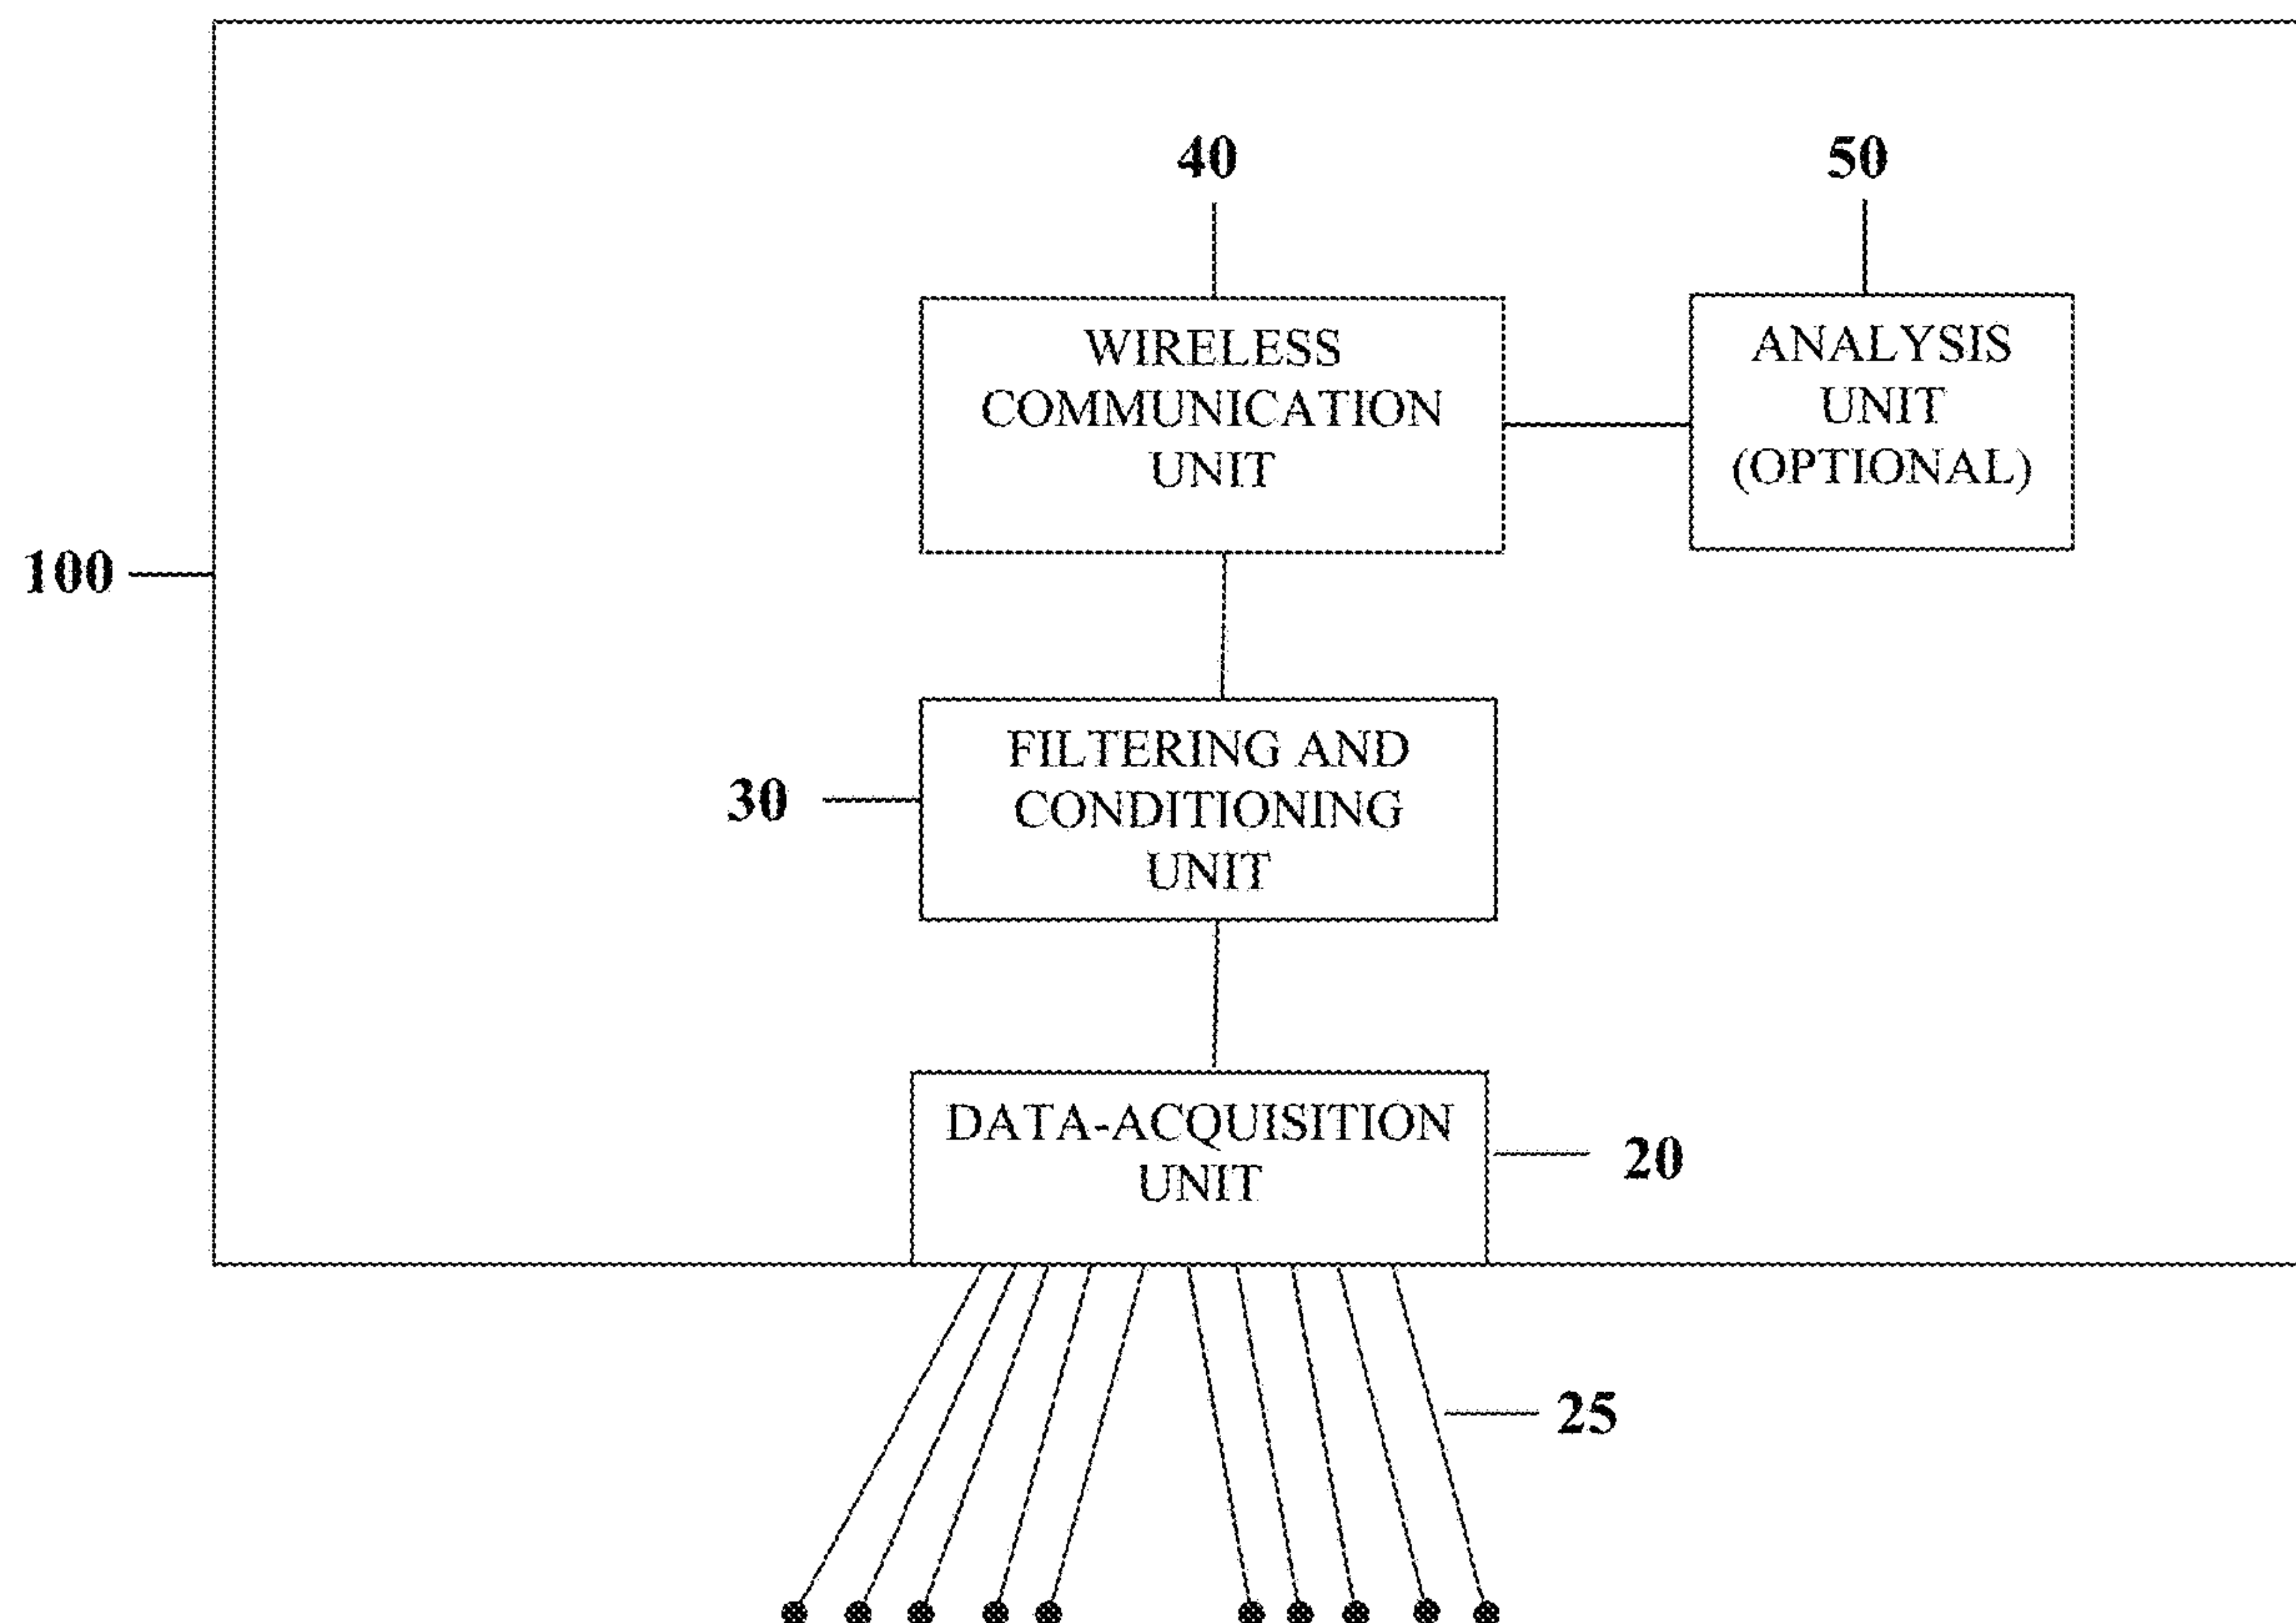 40
50
WIRELESS
COMMUNICATION
UNIT
ANALYSIS
UNIT
(OPTIONAL)
100
FILTERING AND
CONDITIONING
UNIT
30
DATA-ACQUISITION
UNIT
20
25